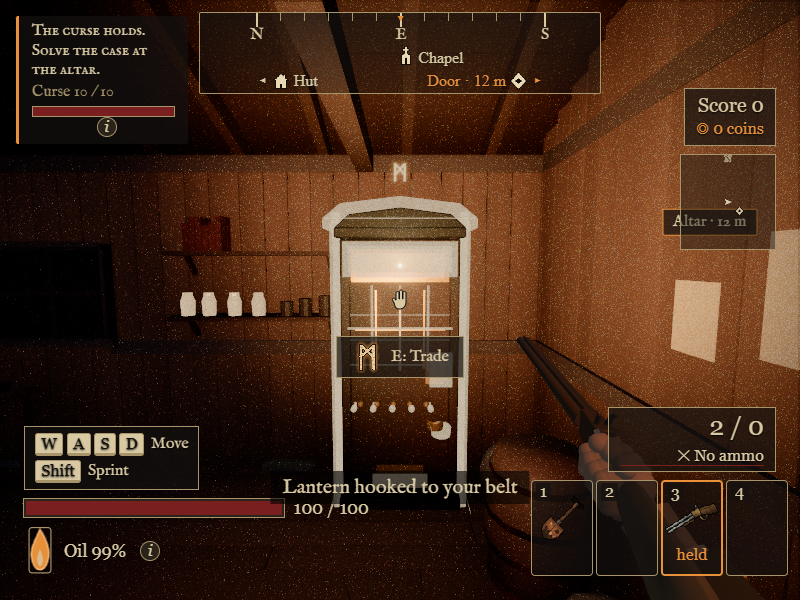 The curse holds.
Solve the case at
the altar.
Curse 10 / 10
i
N E S
Chapel
Hut
Door · 12 m
Score 0
© 0 coins
N
Altar · 12 m
E: Trade
W A S D Move
Shift Sprint
Lantern hooked to your belt
100 / 100
Oil 99% i
2 / 0
No ammo
1 2 3 4
held